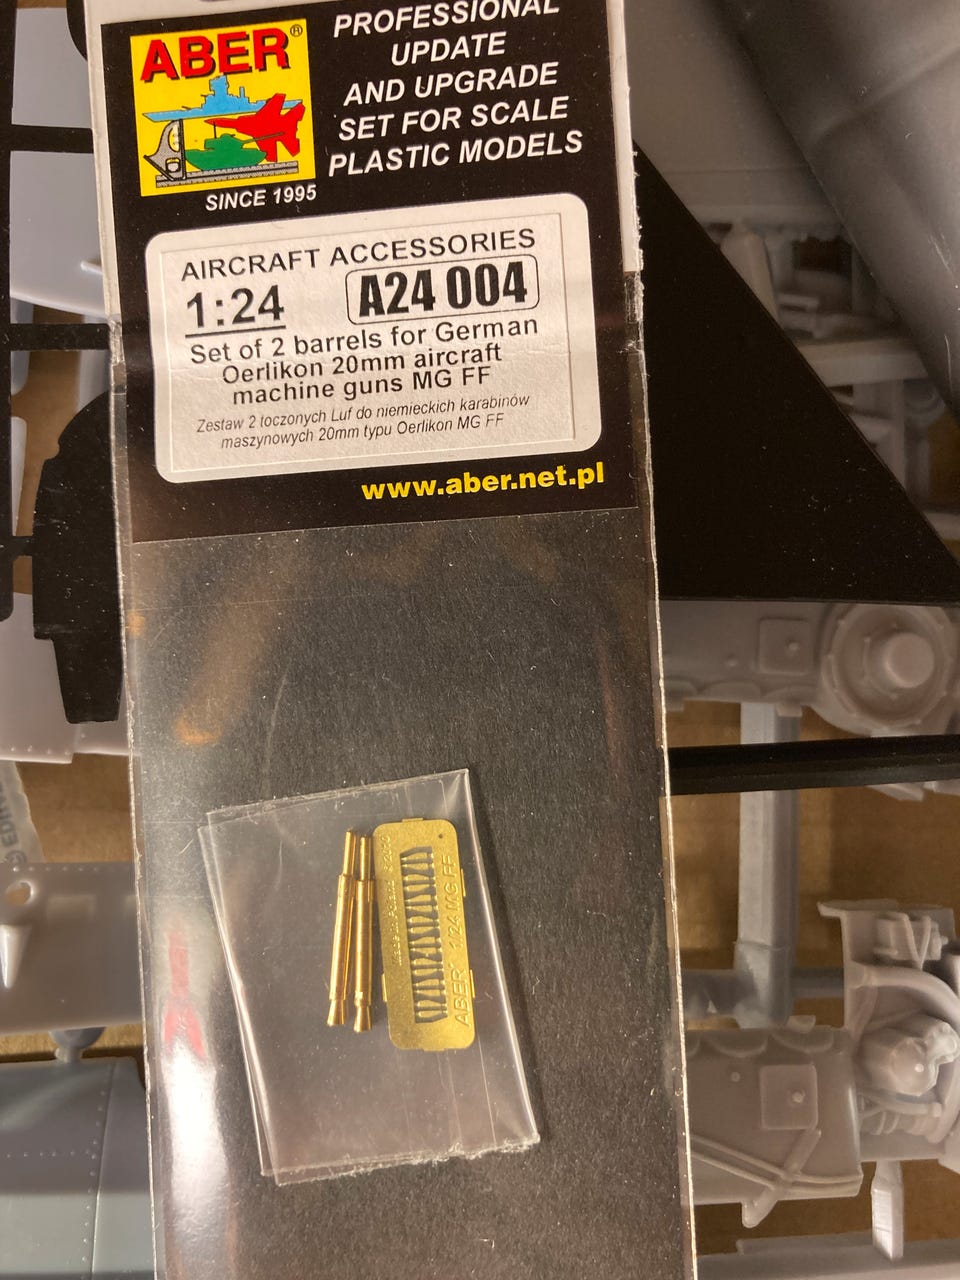 ABER®
SINCE 1995
PROFESSIONAL
UPDATE
AND UPGRADE
SET FOR SCALE
PLASTIC MODELS
AIRCRAFT ACCESSORIES
1:24 A24 004
Set of 2 barrels for German
Oerlikon 20mm aircraft
machine guns MG FF
Zestaw 2 toczonych Luf do niemieckich karabinów
maszynowych 20mm typu Oerlikon MG FF
www.aber.net.pl
ABER 1/24 MG FF